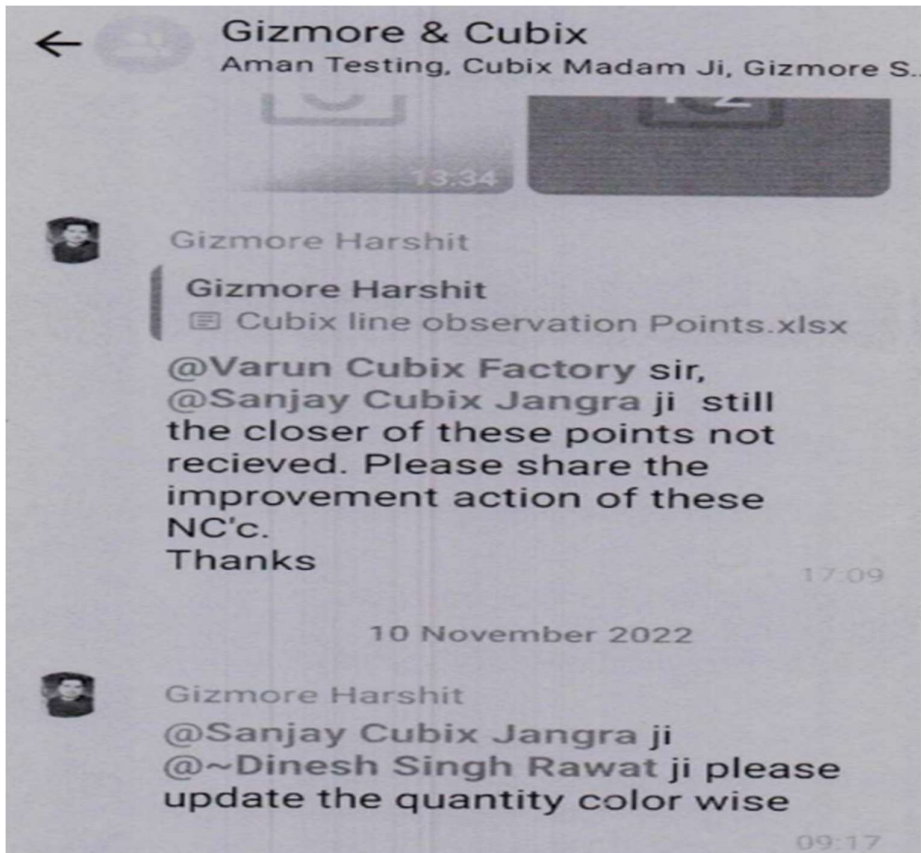 Gizmore & Cubix
Aman Testing, Cubix Madam Ji, Gizmore S..
13:34
Gizmore Harshit
Gizmore Harshit
Cubix line observation Points.xlsx
@Varun Cubix Factory sir,
@Sanjay Cubix Jangra ji still
the closer of these points not
recieved. Please share the
improvement action of these
NC'c.
Thanks
17:09
10 November 2022
Gizmore Harshit
@Sanjay Cubix Jangra ji
@~Dinesh Singh Rawat ji please
update the quantity color wise
09:17